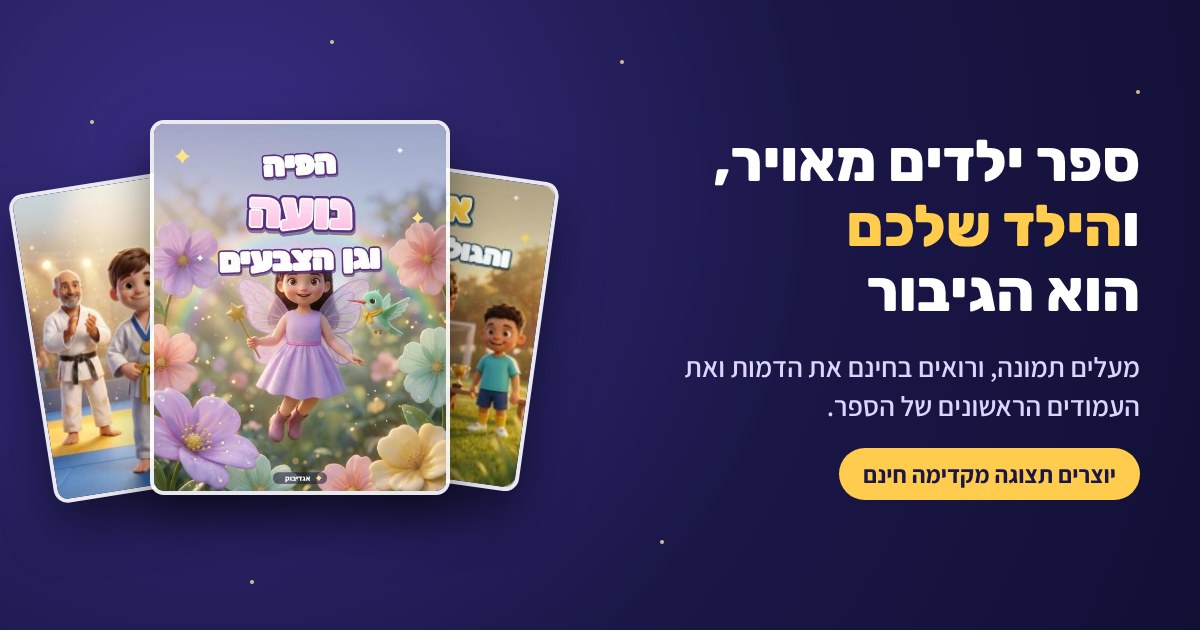 ספר ילדים מאויר,
והילד שלכם
הוא הגיבור
מעלים תמונה, ורואים בחינם את הדמות ואת
העמודים הראשונים של הספר.
יוצרים תצוגה מקדימה חינם
הפיה
נועה
וגן הצבעים
אגדיבוק